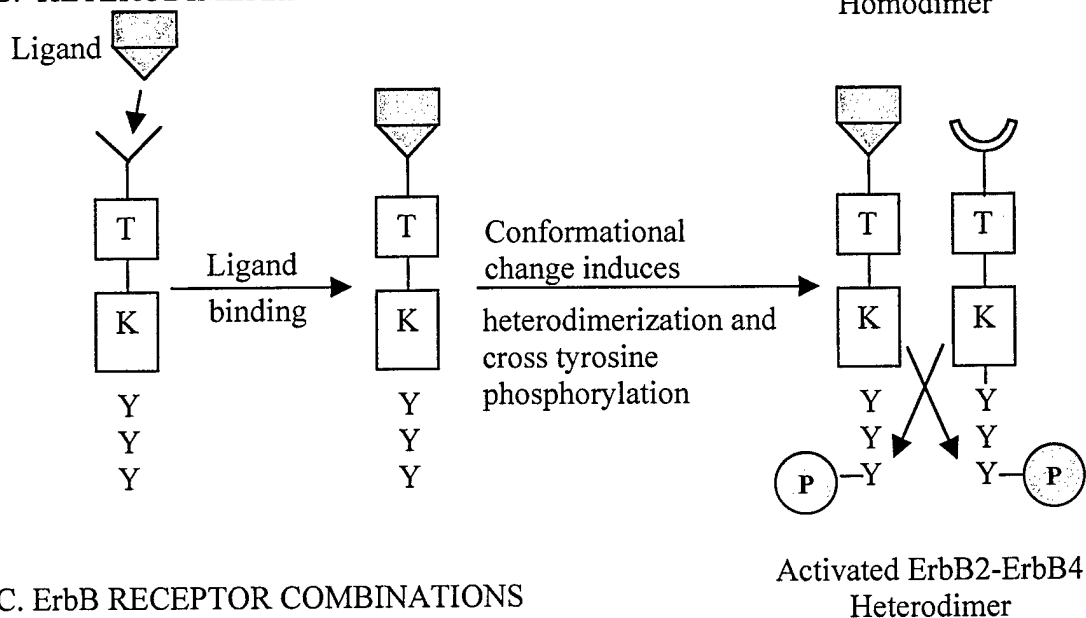 Homodimer
Ligand
T
K
Y
Y
Y
Ligand
binding
T
K
Y
Y
Y
Conformational
change induces
heterodimerization and
cross tyrosine
phosphorylation
T
K
Y
Y
P Y
T
K
Y
Y
Y P
Activated ErbB2-ErbB4
Heterodimer
C. ErbB RECEPTOR COMBINATIONS